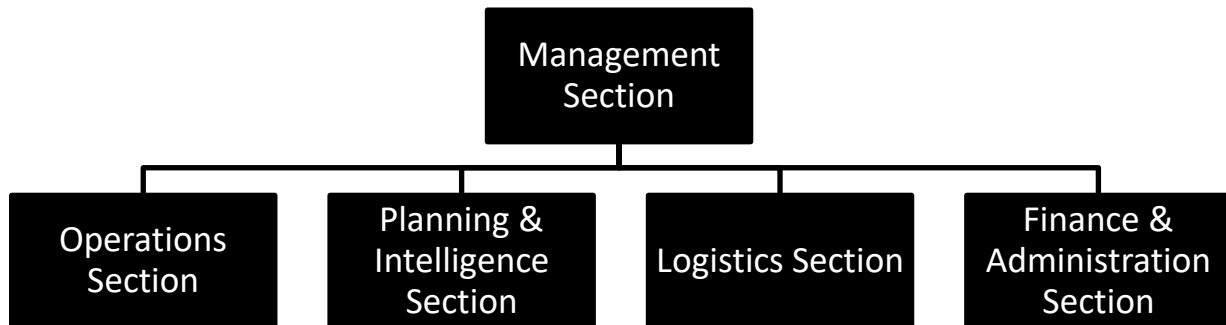 Management
Section
Operations
Section
Planning &
Intelligence
Section
Logistics Section
Finance &
Administration
Section